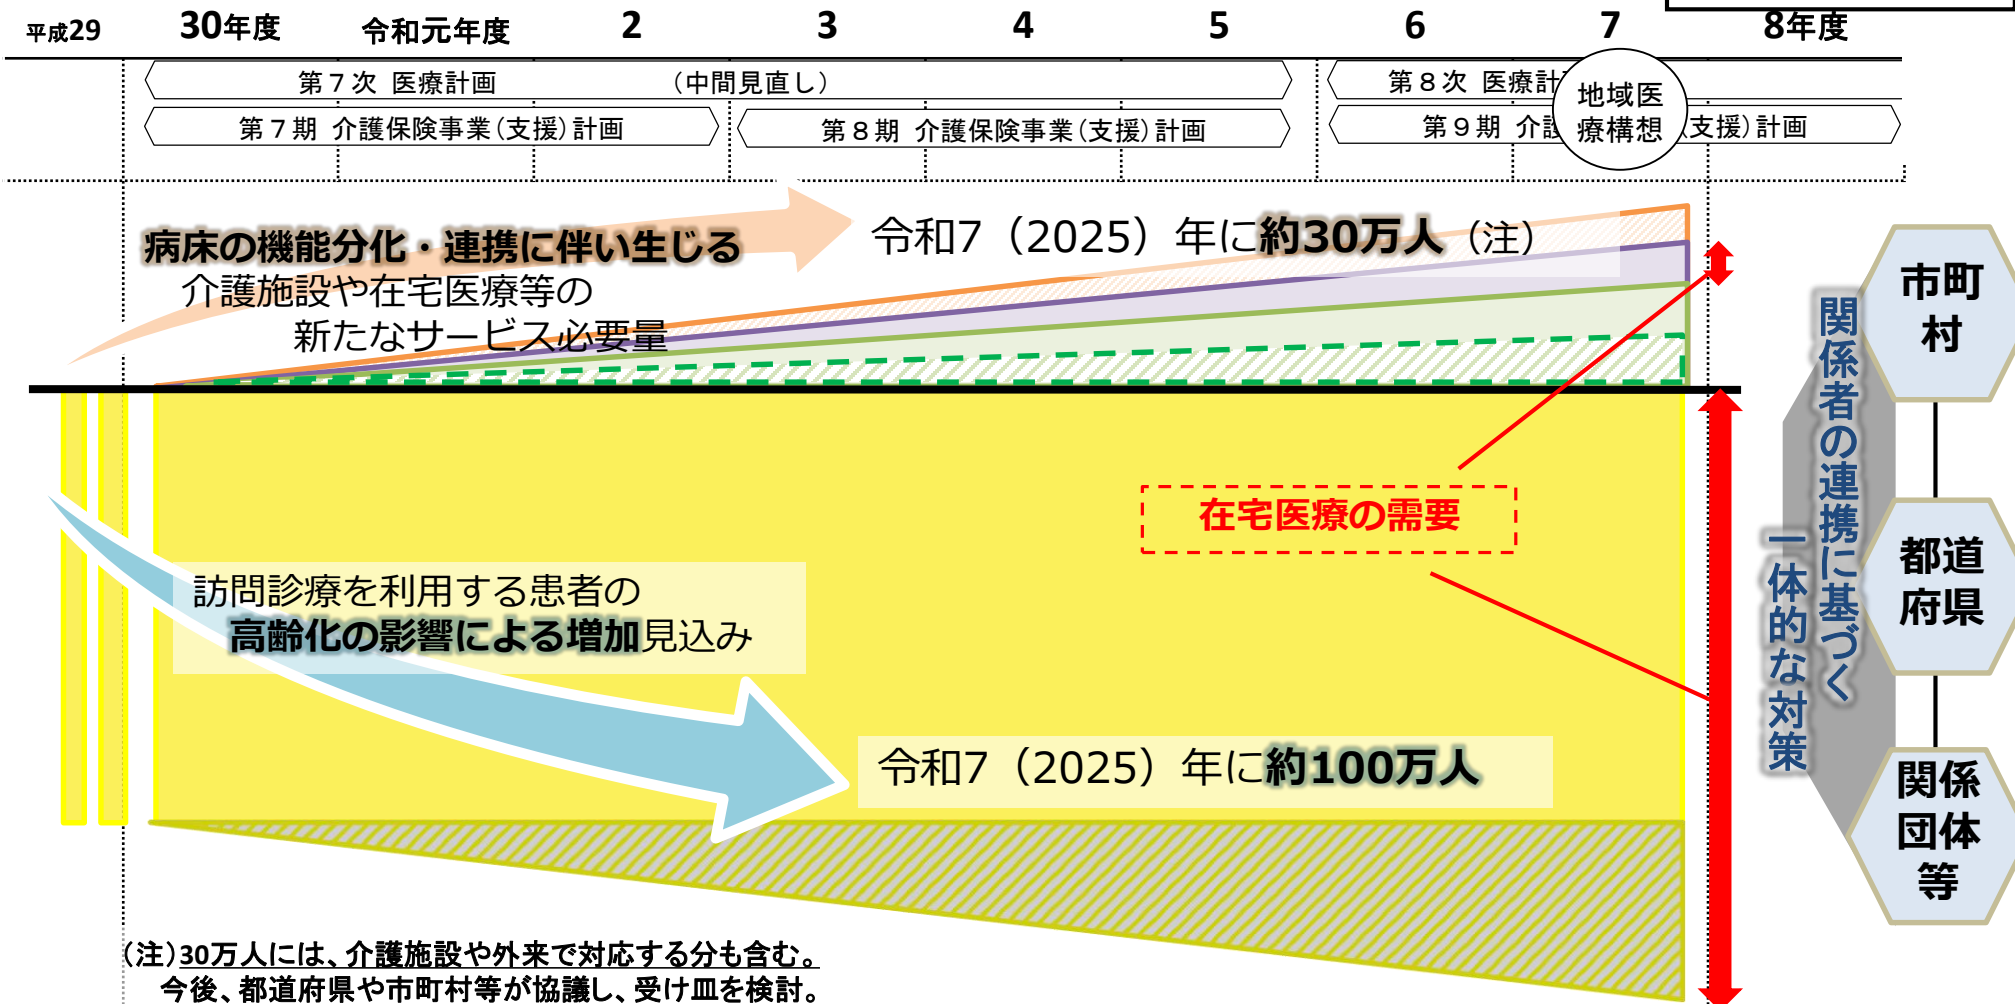 平成29 30年度 令和元年度 2 3 4 5 6 7 8年度
第７次 医療計画 （中間見直し）
第８次 医療計
第７期 介護保険事業（支援）計画
第８期 介護保険事業（支援）計画
第９期 介
支援）計画
地域医
療構想
病床の機能分化・連携に伴い生じる
介護施設や在宅医療等の
新たなサービス必要量
令和7（2025）年に約30万人（注）
在宅医療の需要
訪問診療を利用する患者の
高齢化の影響による増加見込み
令和7（2025）年に約100万人
関係者の連携に基づく
一体的な対策
市町
村
都道
府県
関係
団体
等
（注）30万人には、介護施設や外来で対応する分も含む。
今後、都道府県や市町村等が協議し、受け皿を検討。